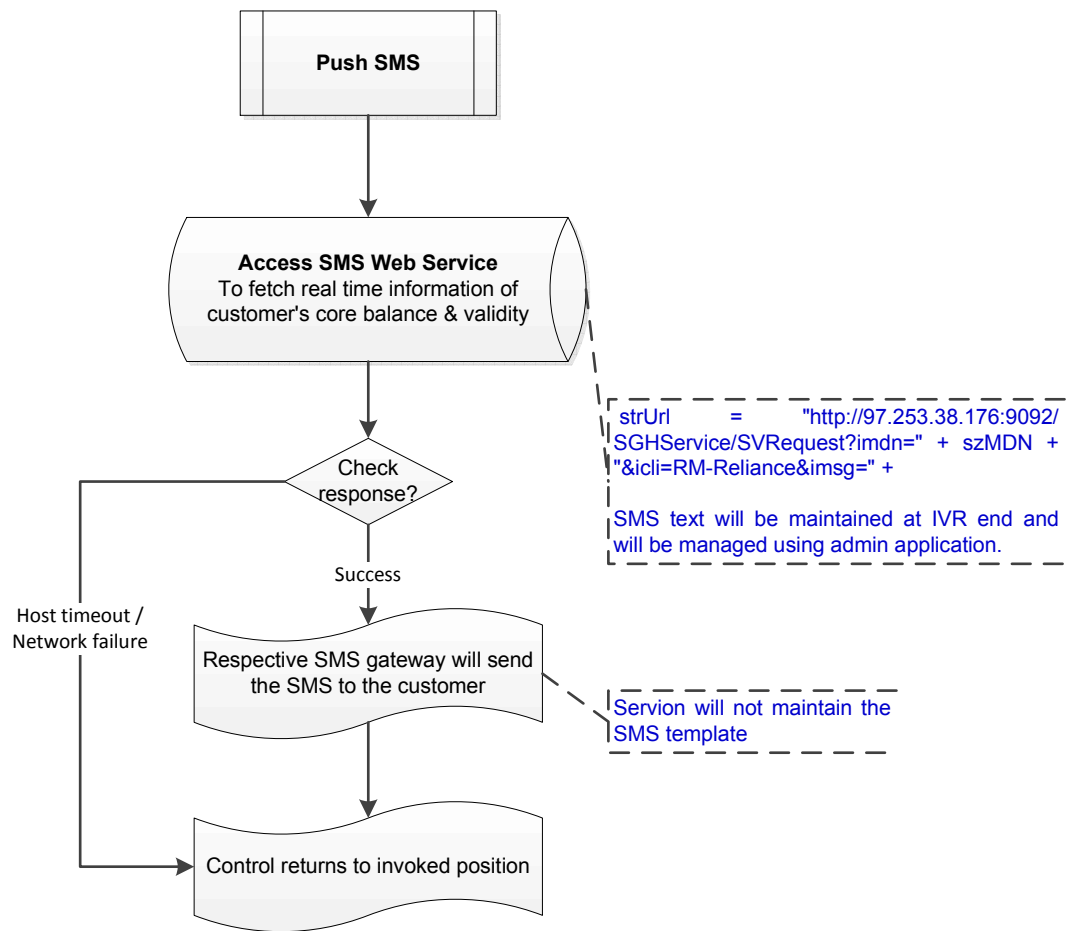 Push SMS
Access SMS Web Service
To fetch real time information of
customer's core balance & validity
strUrl = "http://97.253.38.176:9092/
SGHService/SVRequest?imdn=" + szMDN +
"&icli=RM-Reliance&imsg=" +
SMS text will be maintained at IVR end and
will be managed using admin application.
Check
response?
Success
Host timeout /
Network failure
Respective SMS gateway will send
the SMS to the customer
Servion will not maintain the
SMS template
Control returns to invoked position